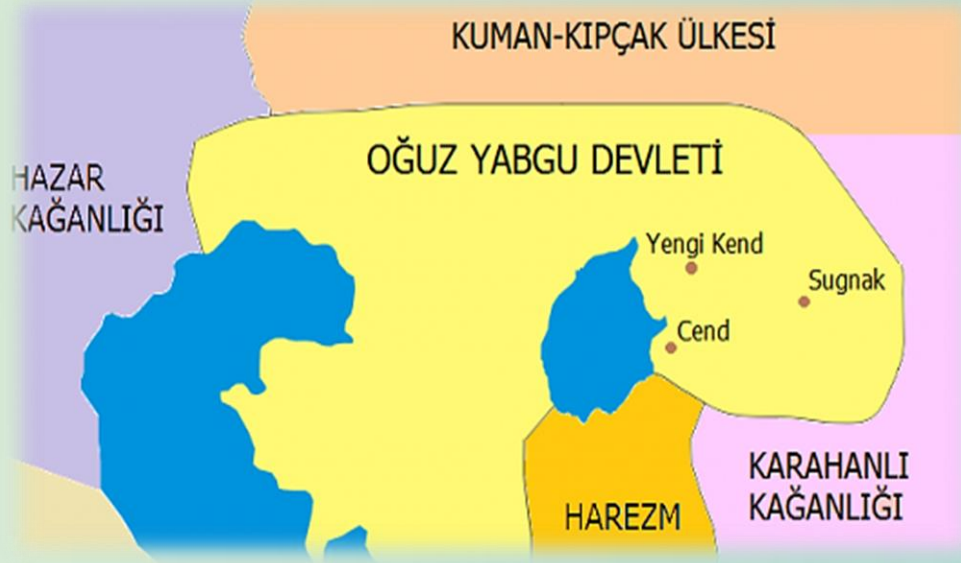 KUMAN-KIPÇAK ÜLKESİ
OĞUZ YABGU DEVLETİ
HAZAR
KAĞANLIĞI
Yengi Kend
Sugnak
Cend
KARAHANLI
KAĞANLIĞI
HAREZM